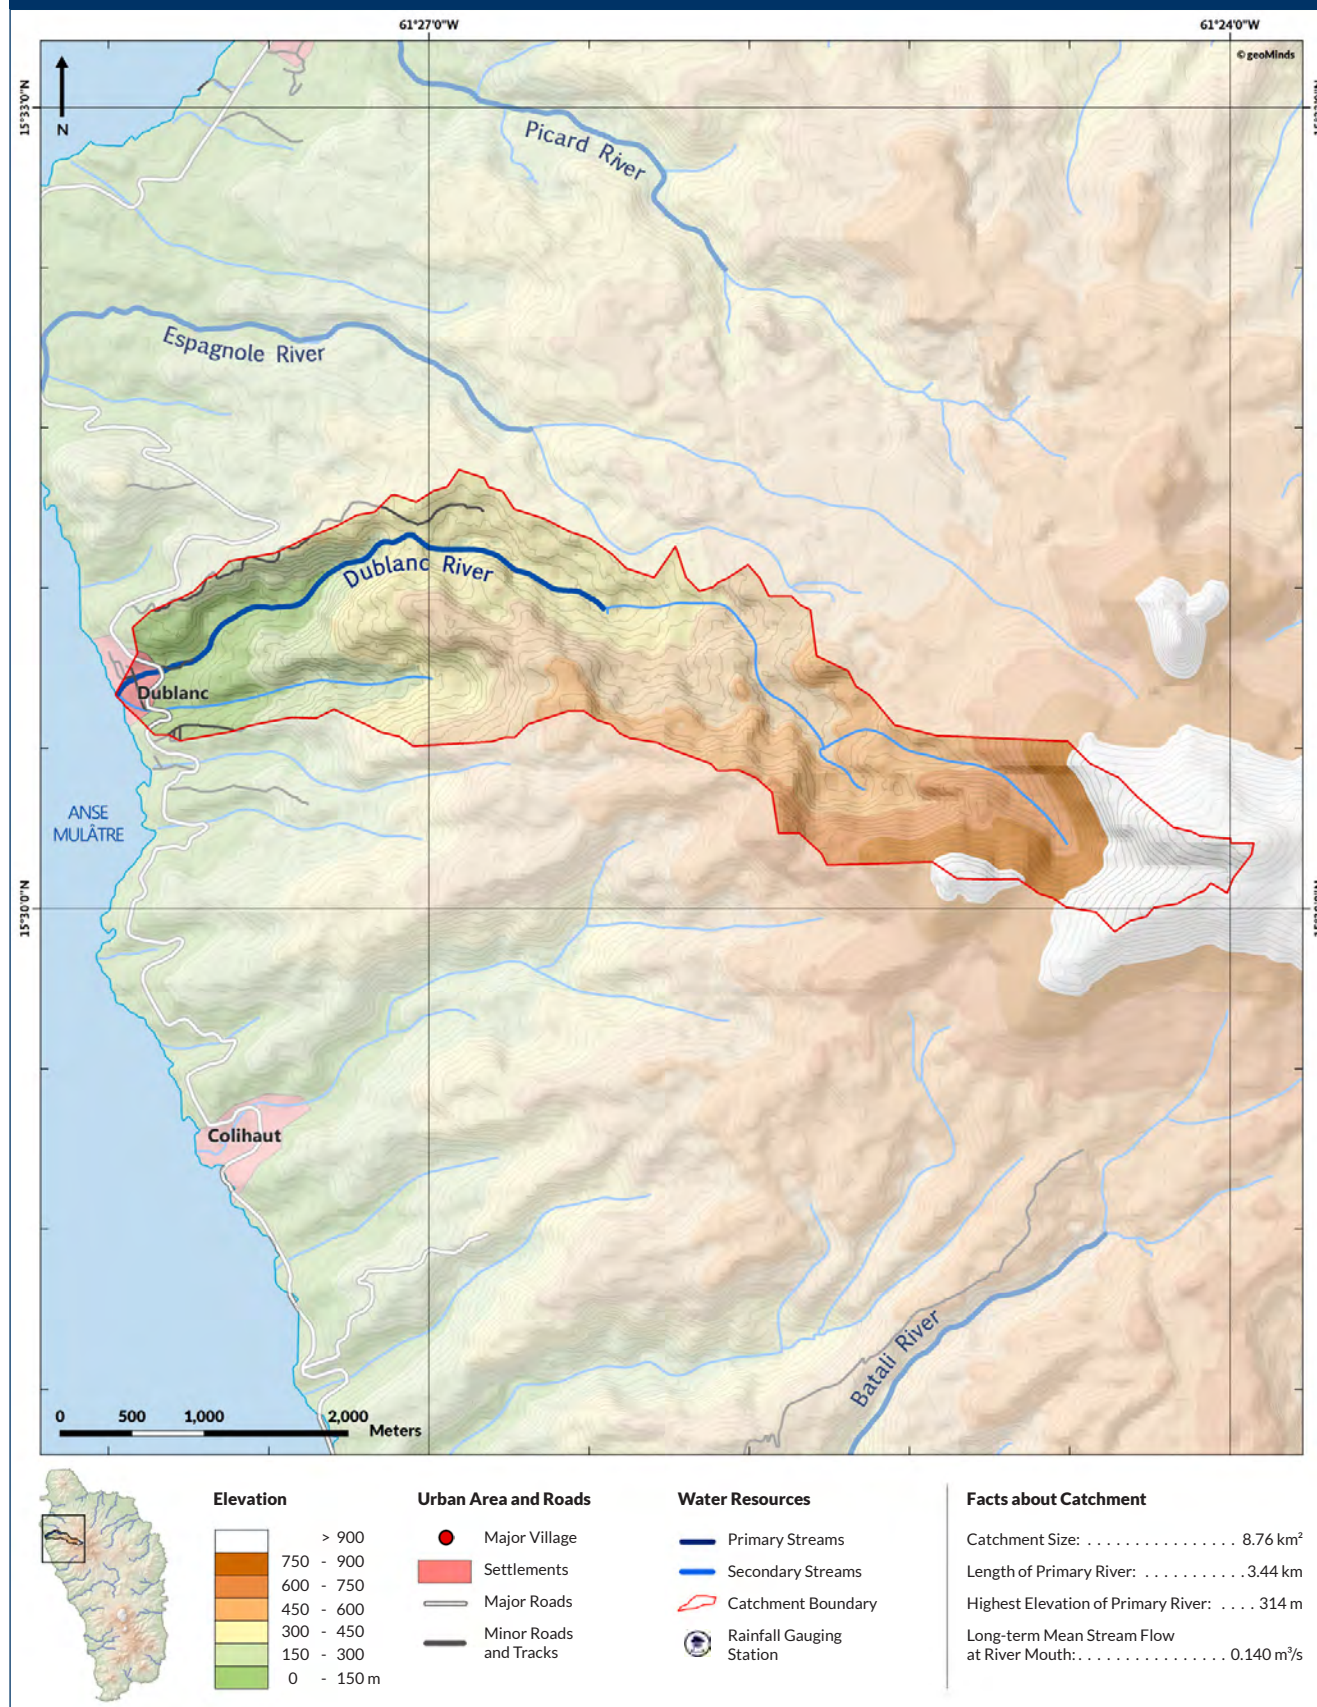 61°27'0"W
61°24'0"W
© geoMinds
15°33'0"N
N
Picard River
Espagnole River
Dublanc River
Dublanc
ANSE
MULÂTRE
15°30'0"N
Colihaut
Batali River
0 500 1,000 2,000
Meters
Elevation
> 900
750 - 900
600 - 750
450 - 600
300 - 450
150 - 300
0 - 150 m
Urban Area and Roads
Major Village
Settlements
Major Roads
Minor Roads
and Tracks
Water Resources
Primary Streams
Secondary Streams
Catchment Boundary
Rainfall Gauging
Station
Facts about Catchment
Catchment Size: . . . . . . . . . . . . . . . . 8.76 km²
Length of Primary River: . . . . . . . . . . . 3.44 km
Highest Elevation of Primary River: . . . . 314 m
Long-term Mean Stream Flow
at River Mouth: . . . . . . . . . . . . . . . . 0.140 m³/s